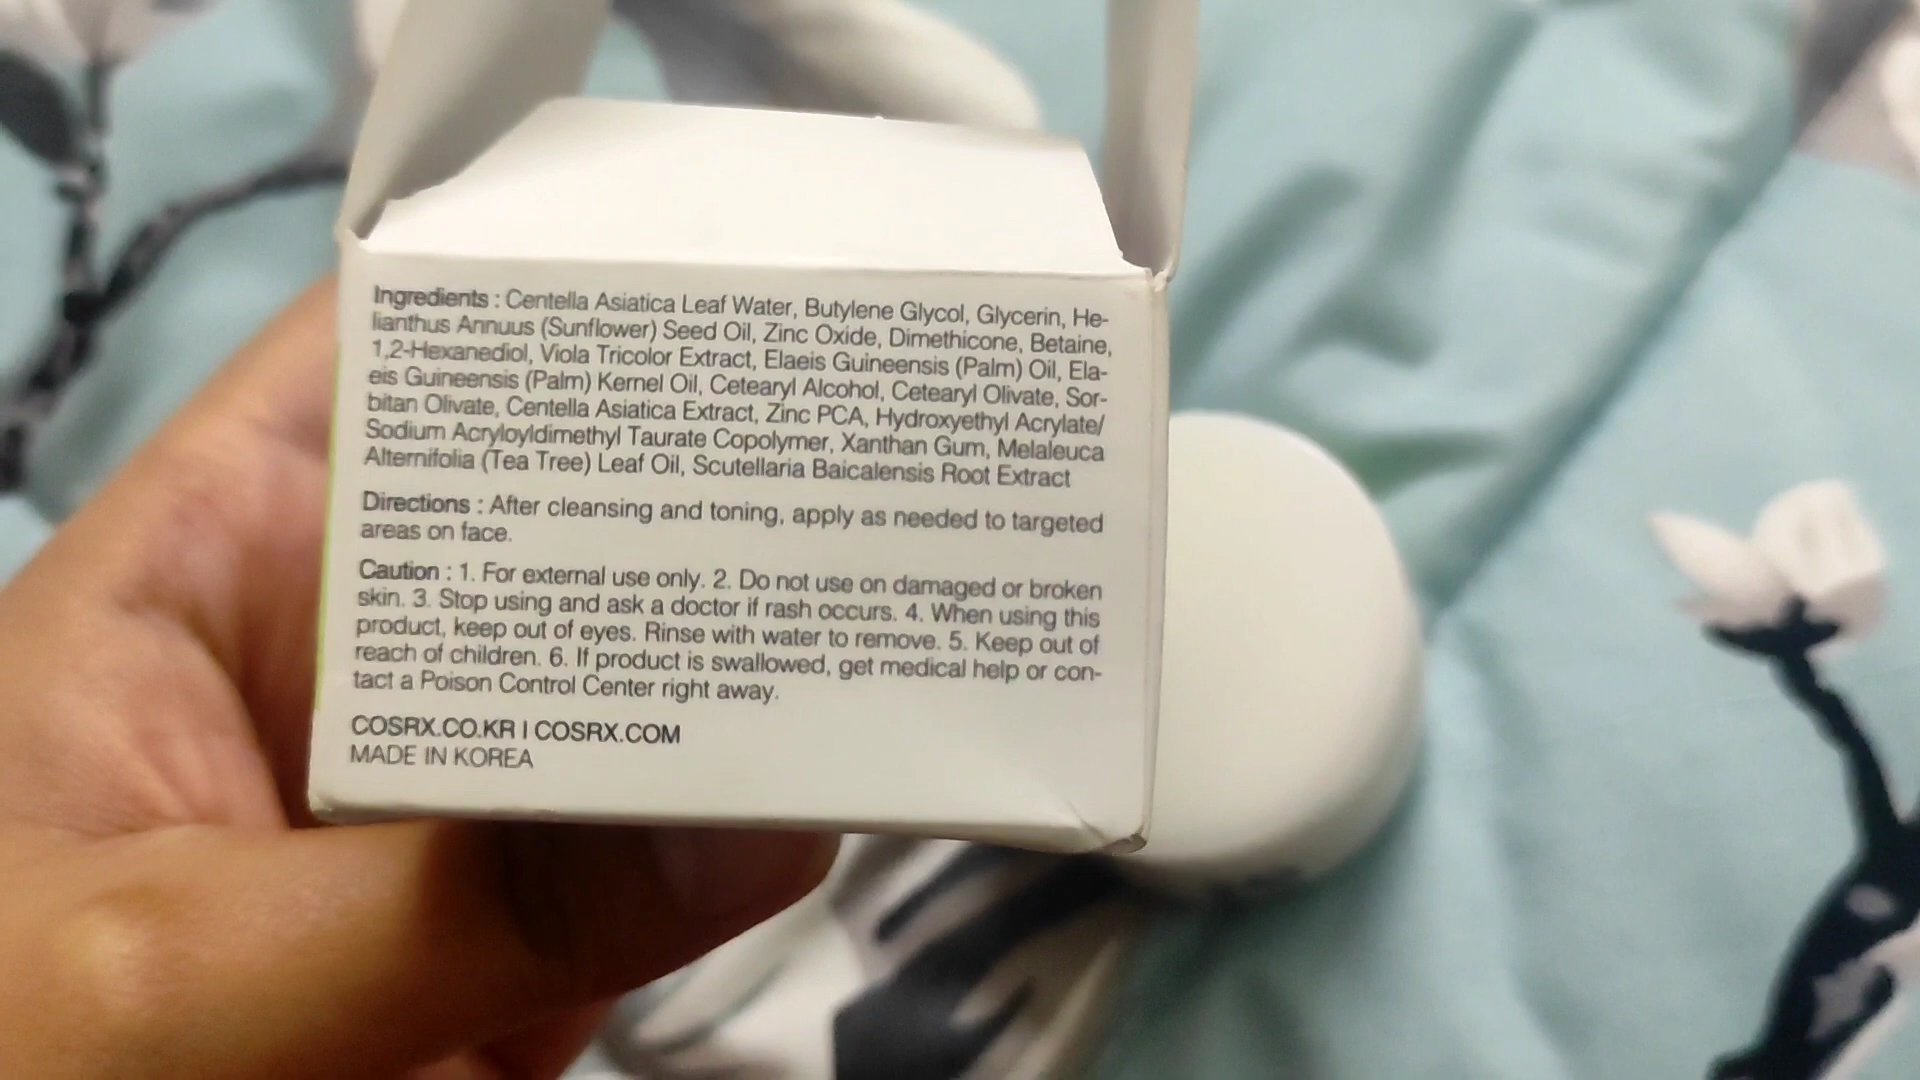 Ingredients : Centella Asiatica Leaf Water, Butylene Glycol, Glycerin, He-
lianthus Annuus (Sunflower) Seed Oil, Zinc Oxide, Dimethicone, Betaine,
1,2-Hexanediol, Viola Tricolor Extract, Elaeis Guineensis (Palm) Oil, Ela-
eis Guineensis (Palm) Kernel Oil, Cetearyl Alcohol, Cetearyl Olivate, Sor-
bitan Olivate, Centella Asiatica Extract, Zinc PCA, Hydroxyethyl Acrylate/
Sodium Acryloyldimethyl Taurate Copolymer, Xanthan Gum, Melaleuca
Alternifolia (Tea Tree) Leaf Oil, Scutellaria Baicalensis Root Extract
Directions : After cleansing and toning, apply as needed to targeted
areas on face.
Caution : 1. For external use only. 2. Do not use on damaged or broken
skin. 3. Stop using and ask a doctor if rash occurs. 4. When using this
product, keep out of eyes. Rinse with water to remove. 5. Keep out of
reach of children. 6. If product is swallowed, get medical help or con-
tact a Poison Control Center right away.
COSRX.CO.KR I COSRX.COM
MADE IN KOREA